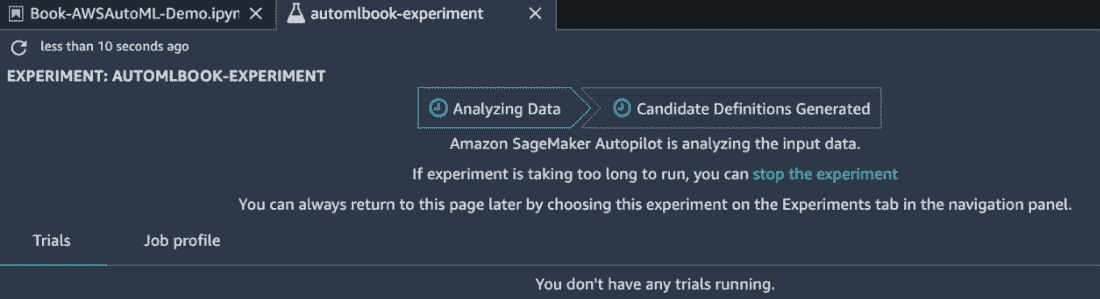 Book-AWSAutoML-Demo.ipyn
automlbook-experiment
less than 10 seconds ago
EXPERIMENT: AUTOMLBOOK-EXPERIMENT
Analyzing Data
Candidate Definitions Generated
Amazon SageMaker Autopilot is analyzing the input data.
If experiment is taking too long to run, you can stop the experiment
You can always return to this page later by choosing this experiment on the Experiments tab in the navigation panel.
Trials
Job profile
You don't have any trials running.